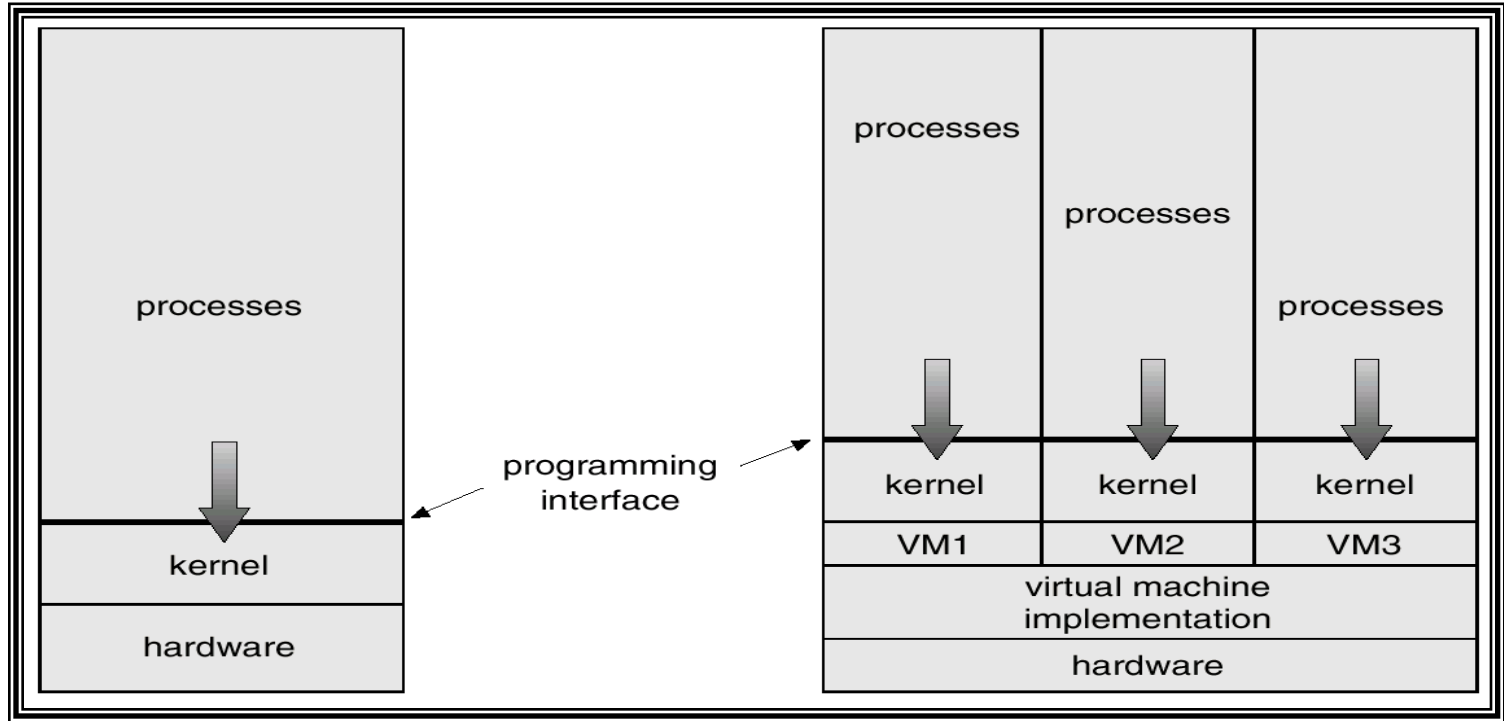 processes
kernel
hardware
programming
interface
processes
processes
processes
kernel
kernel
kernel
VM1
VM2
VM3
virtual machine
implementation
hardware